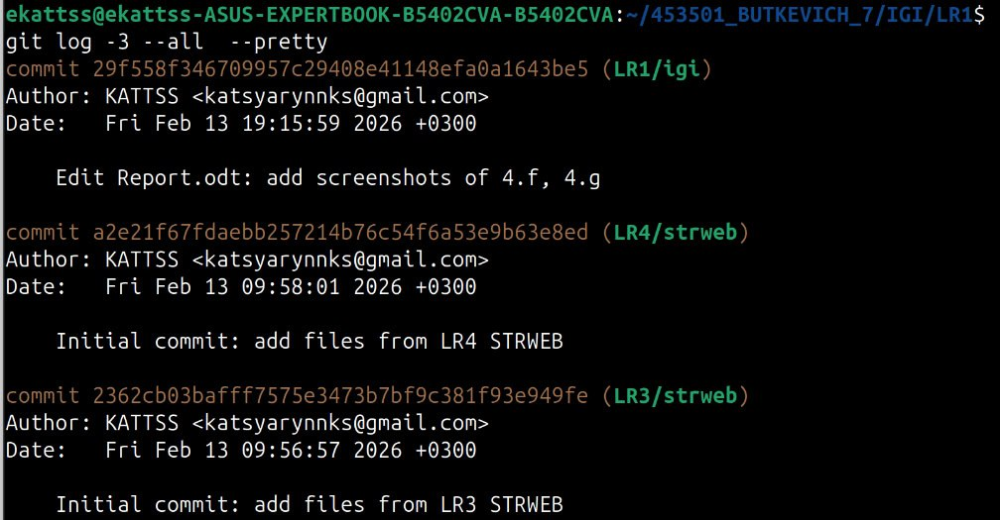 ekattss@ekattss-ASUS-EXPERTBOOK-B5402CVA-B5402CVA:~/453501_BUTKEVICH_7/IGI/LR1$
git log -3 --all  --pretty
commit 29f558f346709957c29408e41148efa0a1643be5 (LR1/igi)
Author: KATTSS <katsyarynnks@gmail.com>
Date:   Fri Feb 13 19:15:59 2026 +0300
    Edit Report.odt: add screenshots of 4.f, 4.g
commit a2e21f67fdaebb257214b76c54f6a53e9b63e8ed (LR4/strweb)
Author: KATTSS <katsyarynnks@gmail.com>
Date:   Fri Feb 13 09:58:01 2026 +0300
    Initial commit: add files from LR4 STRWEB
commit 2362cb03bafff7575e3473b7bf9c381f93e949fe (LR3/strweb)
Author: KATTSS <katsyarynnks@gmail.com>
Date:   Fri Feb 13 09:56:57 2026 +0300
    Initial commit: add files from LR3 STRWEB